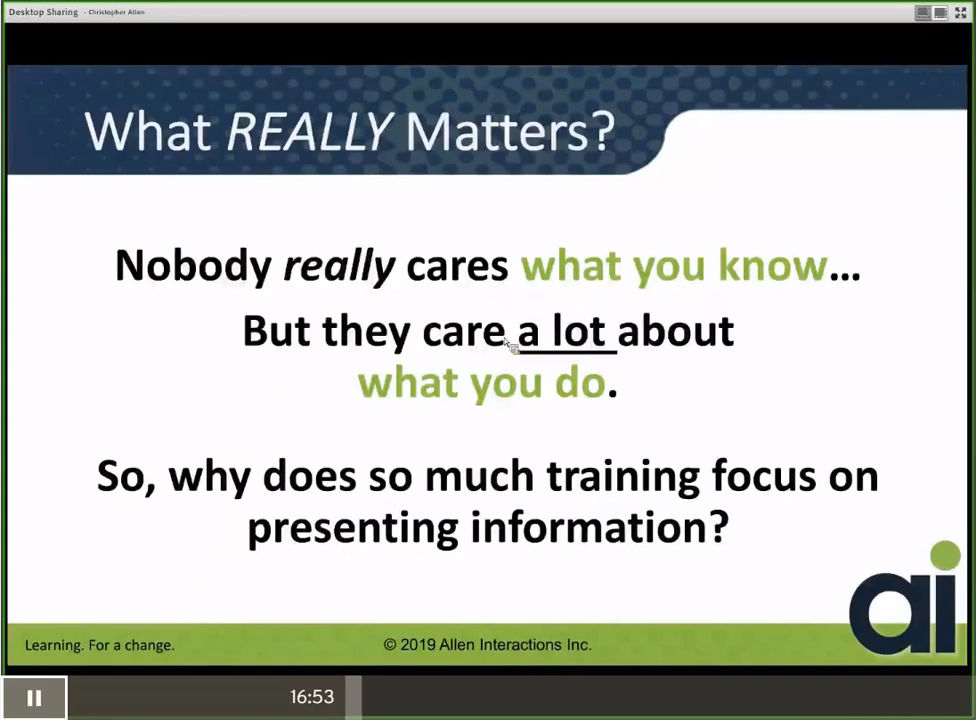 Desktop Sharing - Christopher Allen
What REALLY Matters?
Nobody really cares what you know...
But they care a lot about
what you do.
So, why does so much training focus on
presenting information?
ai
Learning. For a change.
© 2019 Allen Interactions Inc.
16:53